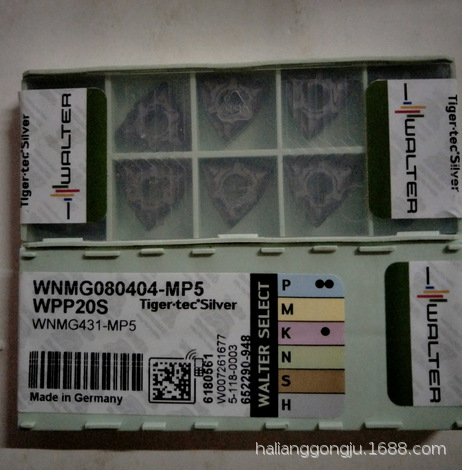 Tiger·tec®Silver
WALTER
Tiger·tec®Silver
WALTER
WNMG080404-MP5
WPP20S
Tiger·tec®Silver
WNMG431-MP5
Made in Germany
6180561
W007261677
5-118-0003
652290-948
WALTER SELECT
P
M
K
N
S
H
WALTER
halianggongju.1688.com